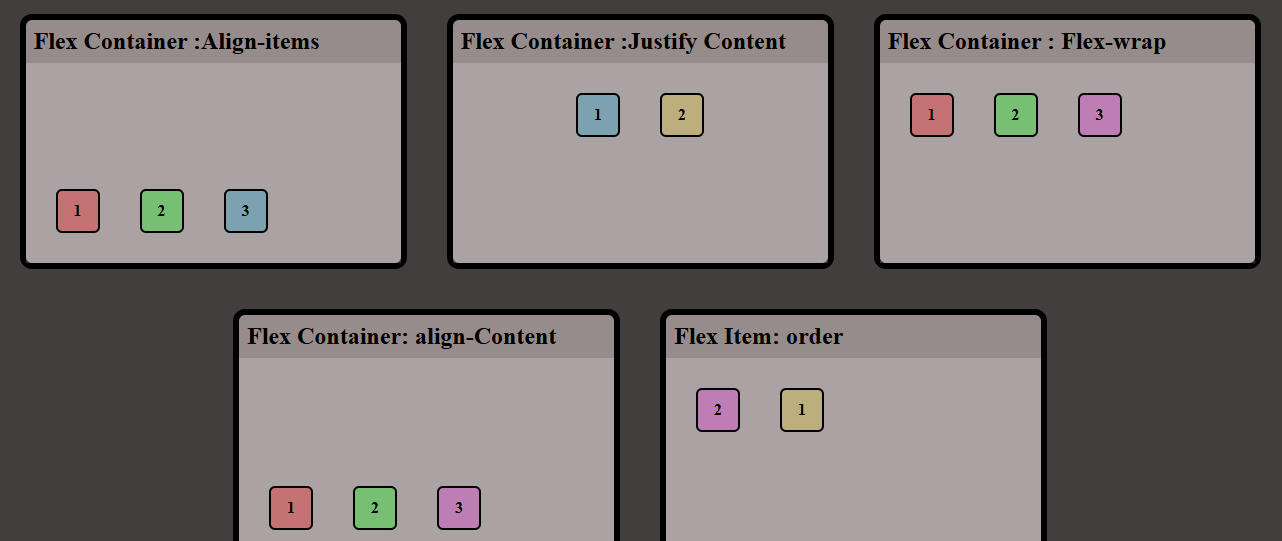 Flex Container :Align-items
1 2 3
Flex Container :Justify Content
1 2
Flex Container : Flex-wrap
1 2 3
Flex Container: align-Content
1 2 3
Flex Item: order
2 1